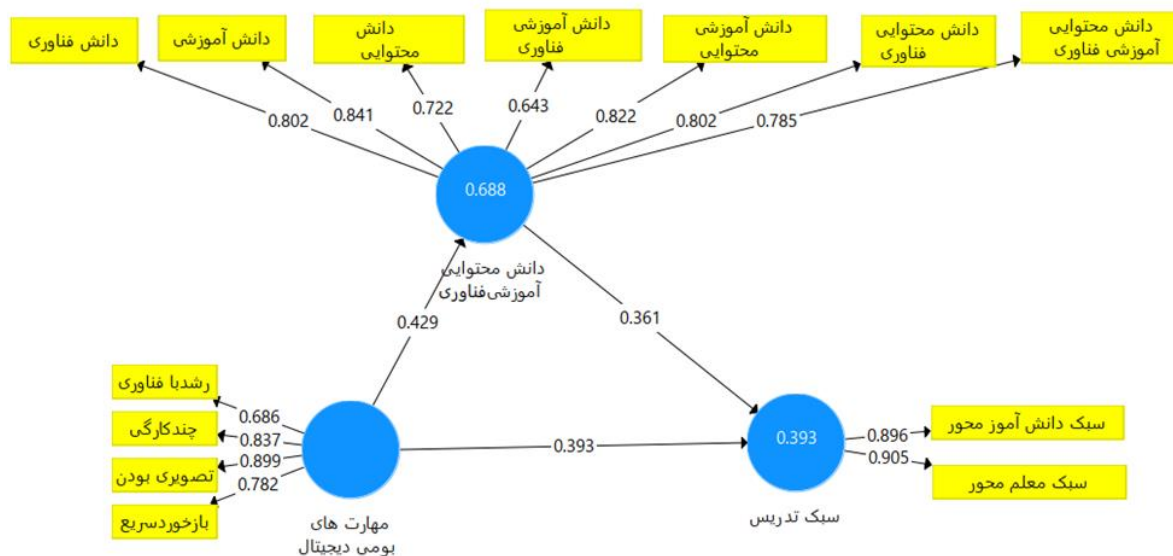 دانش فناوری
دانش آموزشی
دانش
محتوایی
دانش آموزشی
فناوری
دانش آموزشی
محتوایی
دانش محتوایی
فناوری
دانش محتوایی
آموزشی فناوری
0.802
0.841
0.722
0.643
0.822
0.802
0.785
0.688
دانش محتوایی
آموزشی‌فناوری
0.429
0.361
رشدبا فناوری
چندکارگی
تصویری بودن
بازخوردسریع
0.686
0.837
0.899
0.782
مهارت های
بومی دیجیتال
0.393
0.393
سبک تدریس
0.896
0.905
سبک دانش آموز محور
سبک معلم محور